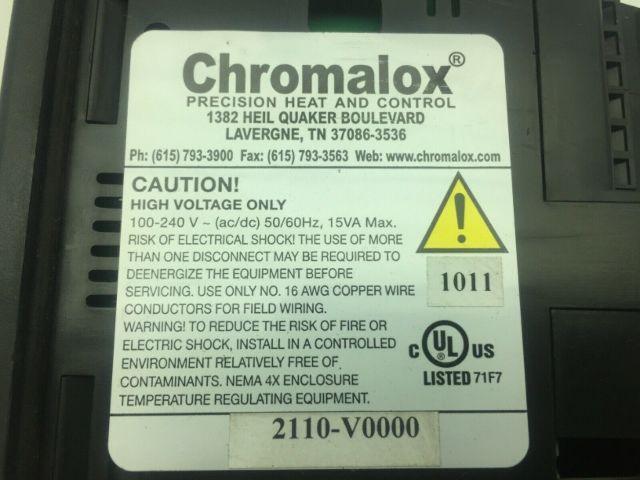 Chromalox®
PRECISION HEAT AND CONTROL
1382 HEIL QUAKER BOULEVARD
LAVERGNE, TN 37086-3536
Ph: (615) 793-3900 Fax: (615) 793-3563 Web: www.chromalox.com
CAUTION!
HIGH VOLTAGE ONLY
100-240 V ~ (ac/dc) 50/60Hz, 15VA Max.
RISK OF ELECTRICAL SHOCK! THE USE OF MORE
THAN ONE DISCONNECT MAY BE REQUIRED TO
DEENERGIZE THE EQUIPMENT BEFORE
SERVICING. USE ONLY NO. 16 AWG COPPER WIRE
CONDUCTORS FOR FIELD WIRING.
WARNING! TO REDUCE THE RISK OF FIRE OR
ELECTRIC SHOCK, INSTALL IN A CONTROLLED
ENVIRONMENT RELATIVELY FREE OF
CONTAMINANTS. NEMA 4X ENCLOSURE
TEMPERATURE REGULATING EQUIPMENT.
!
1011
C UL US
LISTED 71F7
2110-V0000